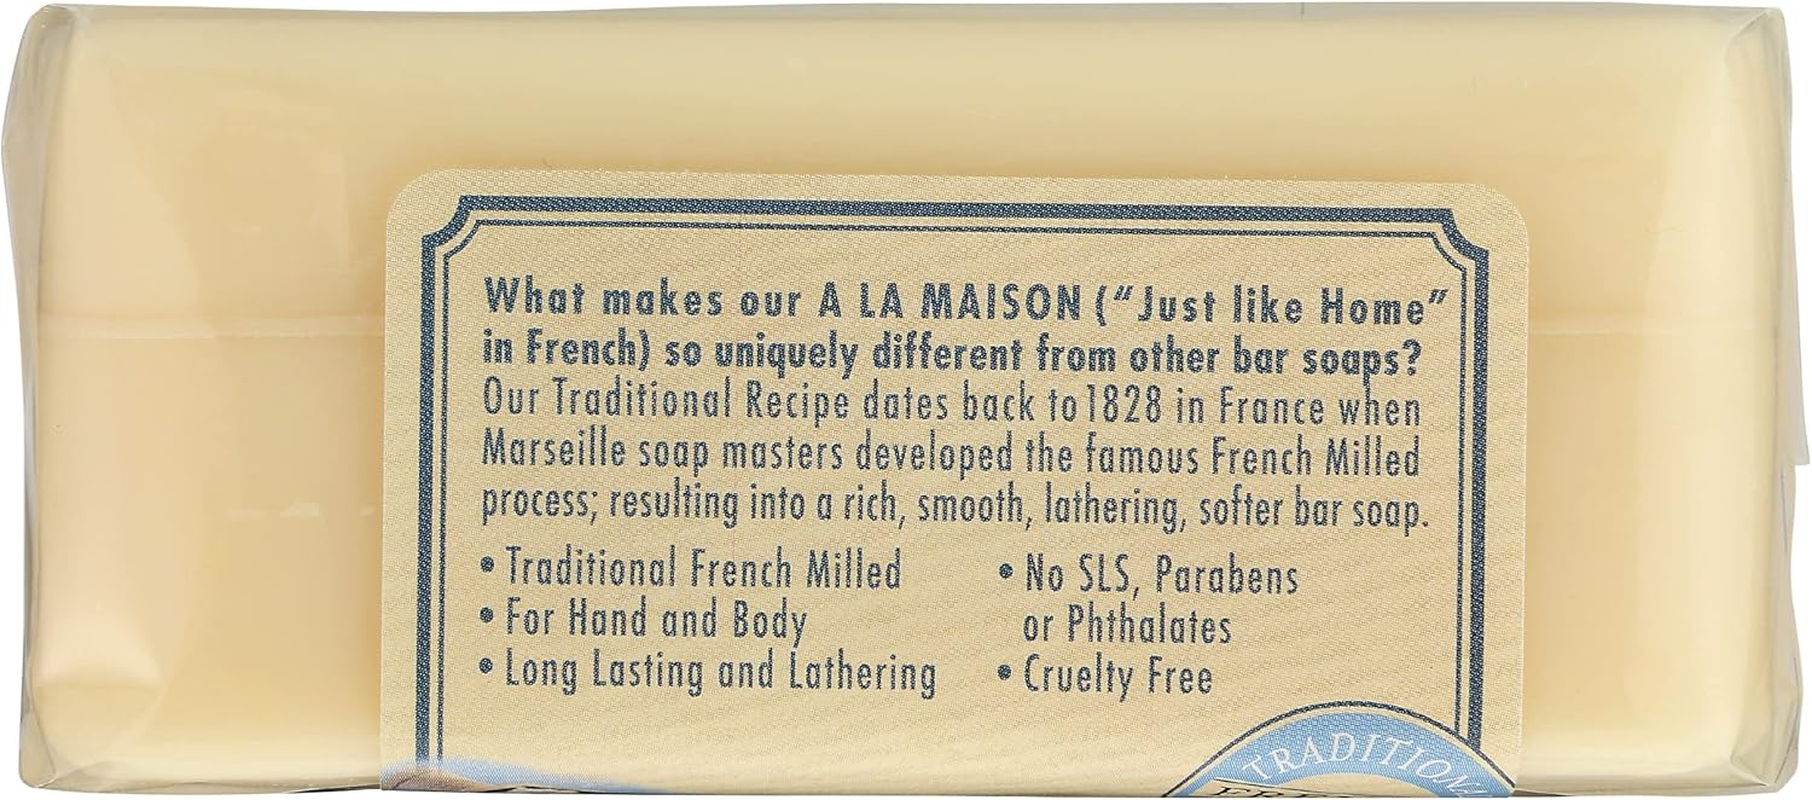 What makes our A LA MAISON (“Just like Home”
in French) so uniquely different from other bar soaps?
Our Traditional Recipe dates back to 1828 in France when
Marseille soap masters developed the famous French Milled
process; resulting into a rich, smooth, lathering, softer bar soap.
• Traditional French Milled
• For Hand and Body
• Long Lasting and Lathering
• No SLS, Parabens
or Phthalates
• Cruelty Free
TRADITIONA